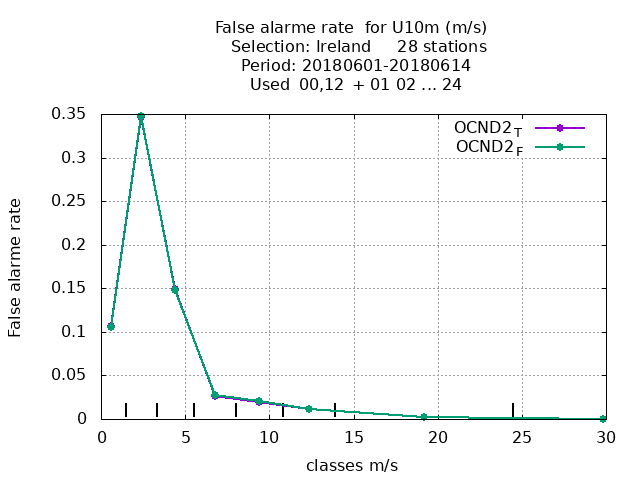 False alarme rate  for U10m (m/s)
Selection: Ireland     28 stations
Period: 20180601-20180614
Used  00,12  + 01 02 ... 24
OCND2T
OCND2F
False alarme rate
0.35
0.3
0.25
0.2
0.15
0.1
0.05
0
0 5 10 15 20 25 30
classes m/s